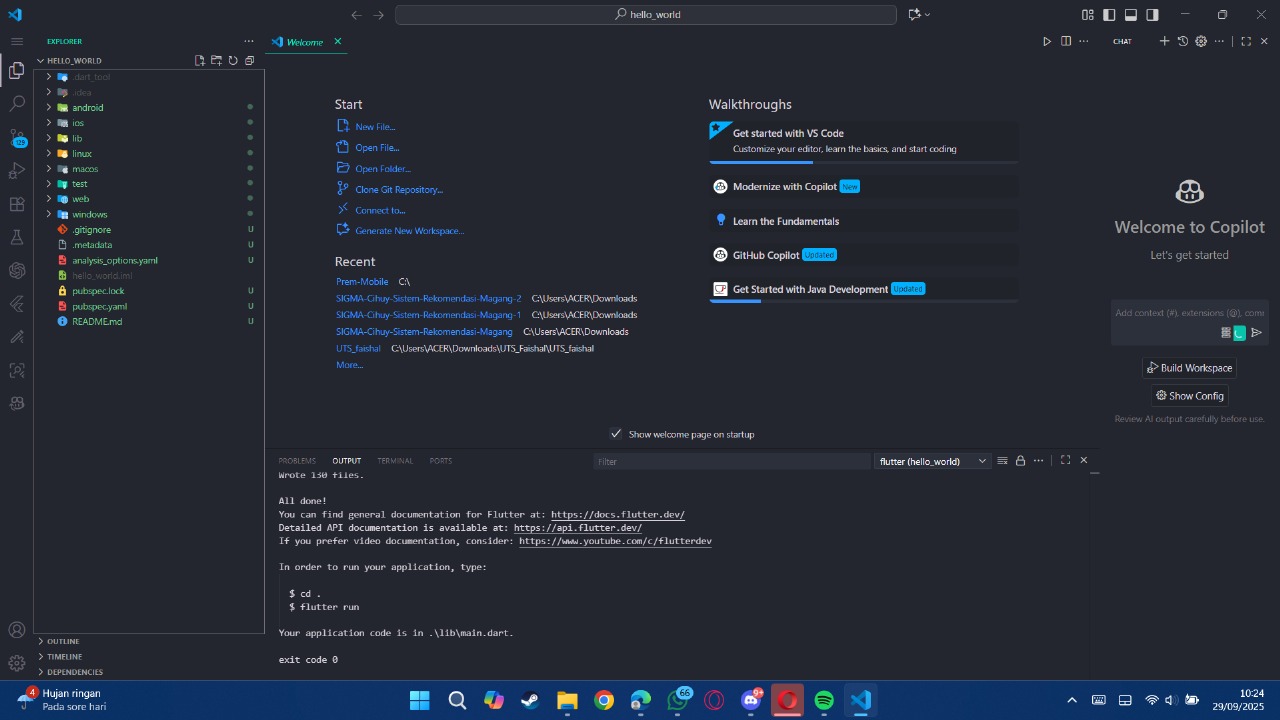 hello_world
EXPLORER
Welcome
CHAT
HELLO_WORLD
.dart_tool
.idea
android
ios
lib
linux
macos
test
web
windows
.gitignore U
.metadata U
analysis_options.yaml U
hello_world.iml
pubspec.lock U
pubspec.yaml U
README.md U
OUTLINE
TIMELINE
DEPENDENCIES
Start
New File...
Open File...
Open Folder...
Clone Git Repository...
Connect to...
Generate New Workspace...
Recent
Prem-Mobile C:\
SIGMA-Cihuy-Sistem-Rekomendasi-Magang-2 C:\Users\ACER\Downloads
SIGMA-Cihuy-Sistem-Rekomendasi-Magang-1 C:\Users\ACER\Downloads
SIGMA-Cihuy-Sistem-Rekomendasi-Magang C:\Users\ACER\Downloads
UTS_faishal C:\Users\ACER\Downloads\UTS_Faishal\UTS_faishal
More...
Walkthroughs
Get started with VS Code
Customize your editor, learn the basics, and start coding
Modernize with Copilot New
Learn the Fundamentals
GitHub Copilot Updated
Get Started with Java Development Updated
Show welcome page on startup
Welcome to Copilot
Let's get started
Add context (#), extensions (@), com
Build Workspace
Show Config
Review AI output carefully before use.
PROBLEMS OUTPUT TERMINAL PORTS
Filter
flutter (hello_world)
Wrote 130 files.
All done!
You can find general documentation for Flutter at: https://docs.flutter.dev/
Detailed API documentation is available at: https://api.flutter.dev/
If you prefer video documentation, consider: https://www.youtube.com/c/flutterdev
In order to run your application, type:
$ cd .
$ flutter run
Your application code is in .\lib\main.dart.
exit code 0
4
Hujan ringan
Pada sore hari
66
9+
10:24
29/09/2025